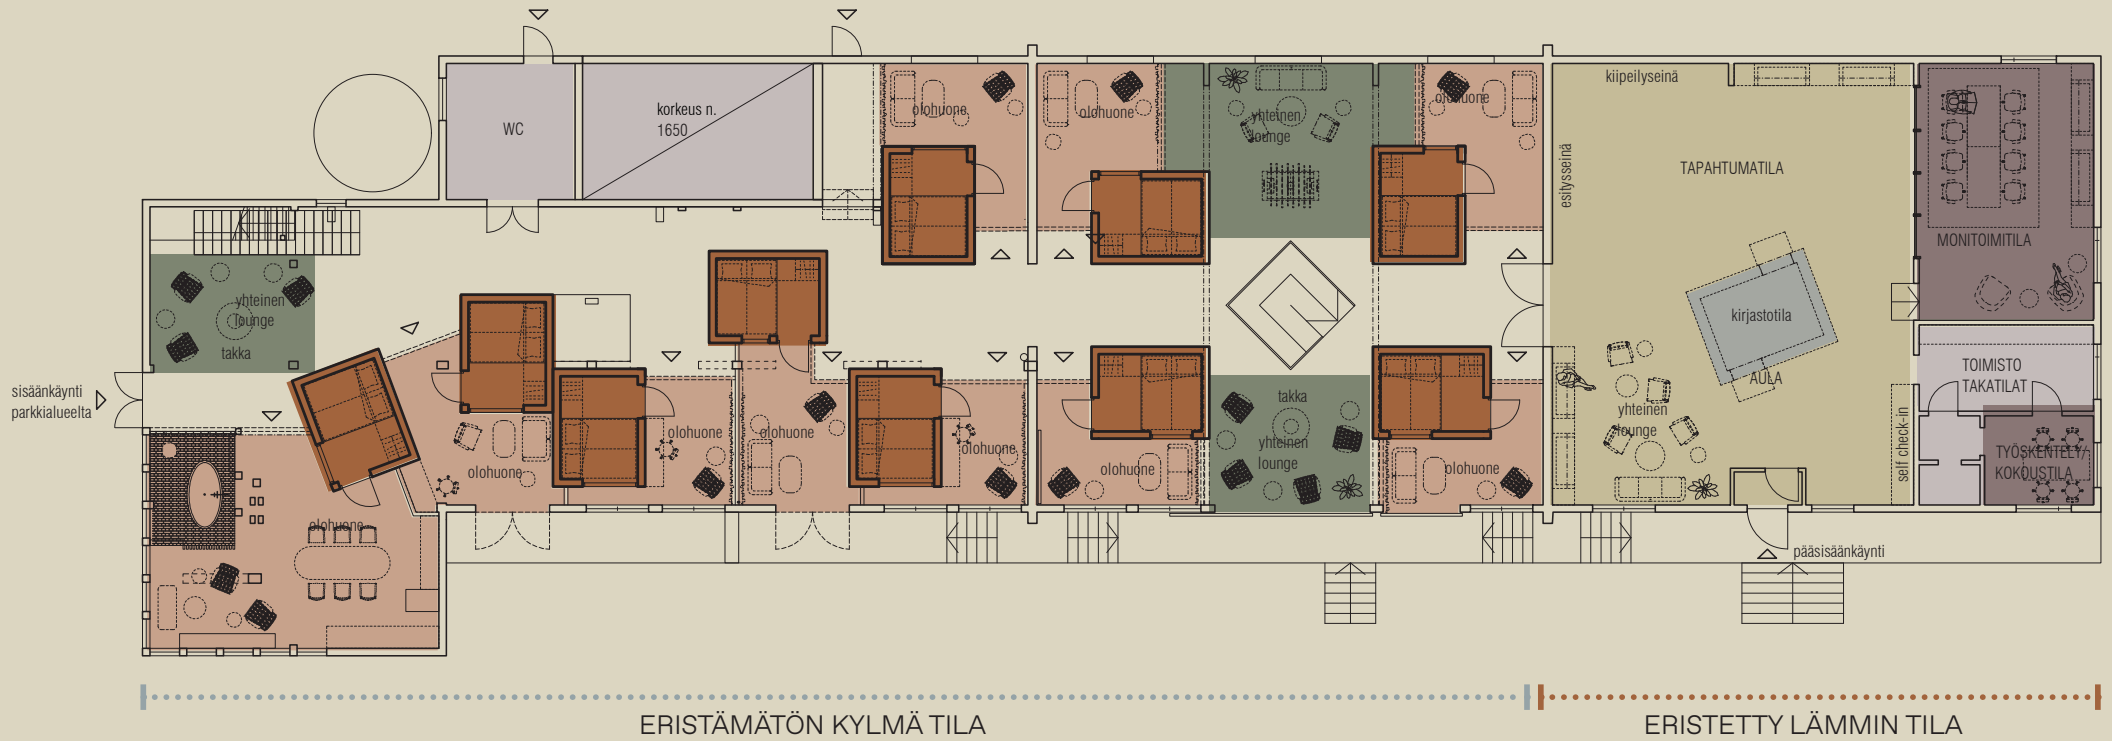 WC
korkeus n.
1650
olohuone
olohuone
yhteinen
lounge
olohuone
kiipeilyseinä
esitysseinä
TAPAHTUMATILA
MONITOIMITILA
yhteinen
lounge
takka
kirjastotila
AULA
TOIMISTO
TAKATILAT
sisäänkäynti
parkkialueelta
olohuone
olohuone
olohuone
olohuone
olohuone
takka
yhteinen
lounge
olohuone
yhteinen
lounge
self check-in
TYÖSKENTELY/
KOKOUSTILA
olohuone
pääsisäänkäynti
ERISTÄMÄTÖN KYLMÄ TILA
ERISTETTY LÄMMIN TILA